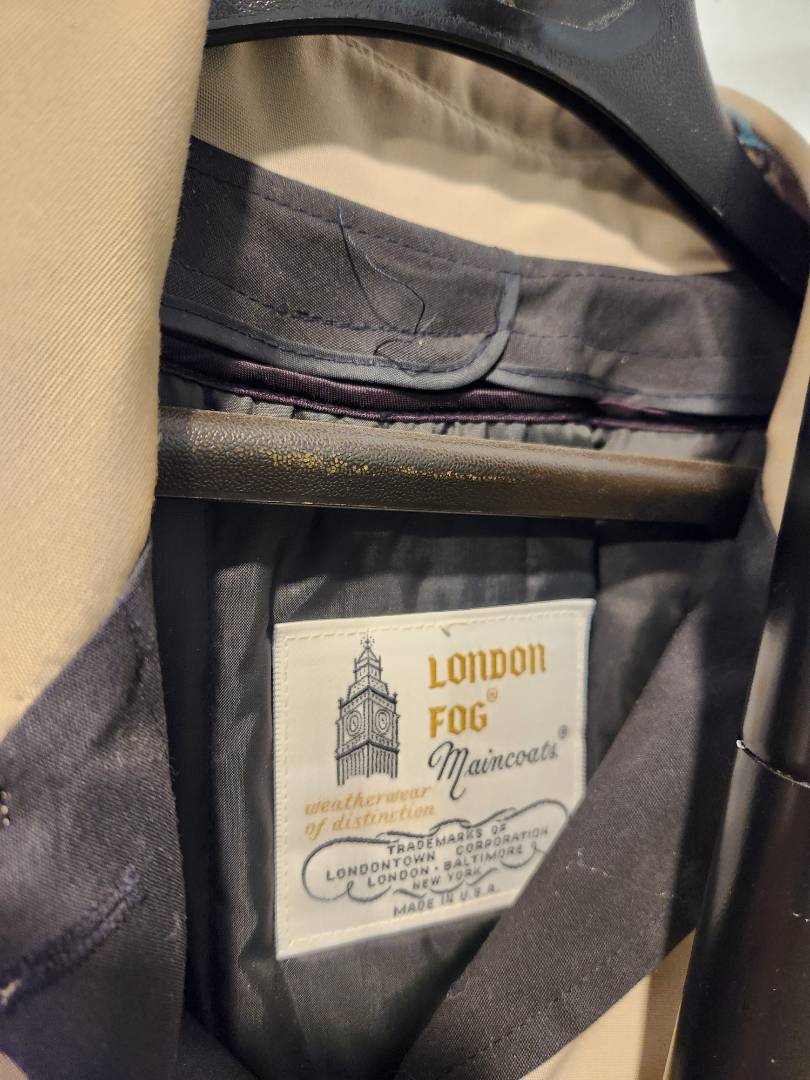 LONDON
FOG®
Maincoats®
weatherwear
of distinction
TRADEMARKS OF
LONDONTOWN CORPORATION
LONDON · BALTIMORE
NEW YORK
MADE IN U.S.A.